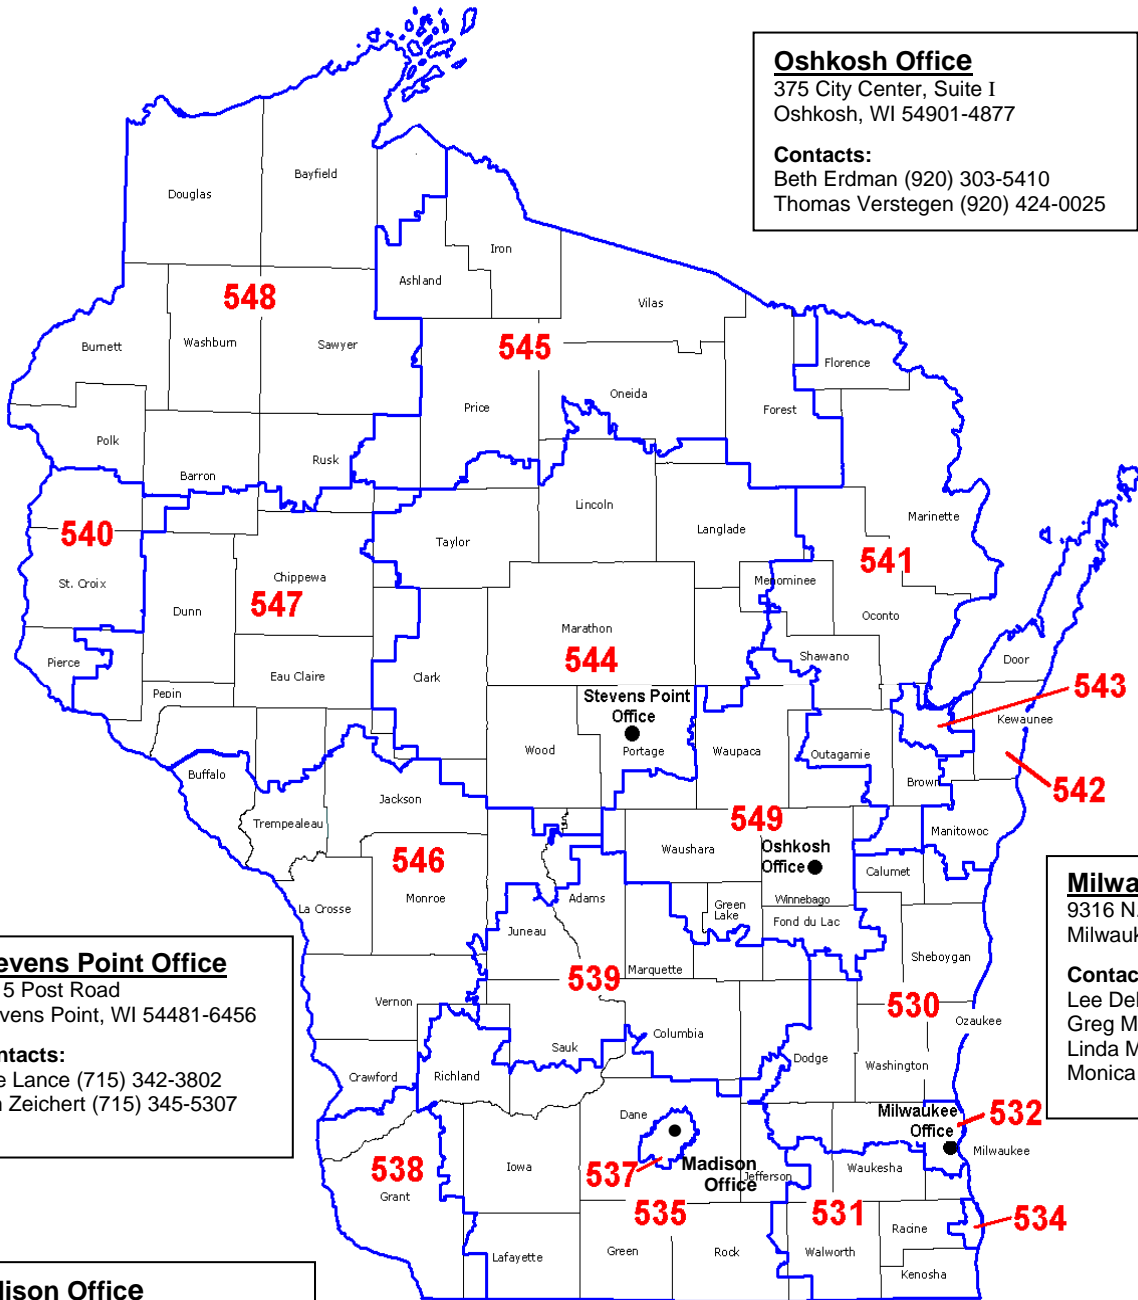 Oshkosh Office
375 City Center, Suite I
Oshkosh, WI 54901-4877
Contacts:
Beth Erdman (920) 303-5410
Thomas Verstegen (920) 424-0025
Douglas
Bayfield
Iron
Ashland
Vilas
548
545
Burnett
Washburn
Sawyer
Florence
Price
Oneida
Forest
Polk
Rusk
Barron
Lincoln
Marinette
540
Taylor
Langlade
541
St. Croix
Chippewa
Menominee
547
Dunn
Oconto
Marathon
Pierce
544
Shawano
Door
Eau Claire
Clark
543
Pepin
Stevens Point
Office
Kewaunee
Wood
Portage
Waupaca
Outagamie
Buffalo
Brown
542
Jackson
Trempealeau
549
Manitowoc
Waushara
Oshkosh
Office
546
Calumet
Monroe
Adams
La Crosse
Green
Lake
Winnebago
Fond du Lac
Juneau
Milwa
9316 N.
Milwauk
Contac
Lee Del
Greg M
Linda M
Monica
evens Point Office
5 Post Road
vens Point, WI 54481-6456
ntacts:
e Lance (715) 342-3802
n Zeichert (715) 345-5307
Marquette
Sheboygan
539
530
Vernon
Columbia
Ozaukee
Sauk
Dodge
Washington
Crawford
Richland
Dane
Milwaukee
Office
532
Milwaukee
538
Iowa
537
Madison
Office
Jefferson
Waukesha
Grant
535
531
534
Racine
Lafayette
Green
Rock
Walworth
Kenosha
dison Office